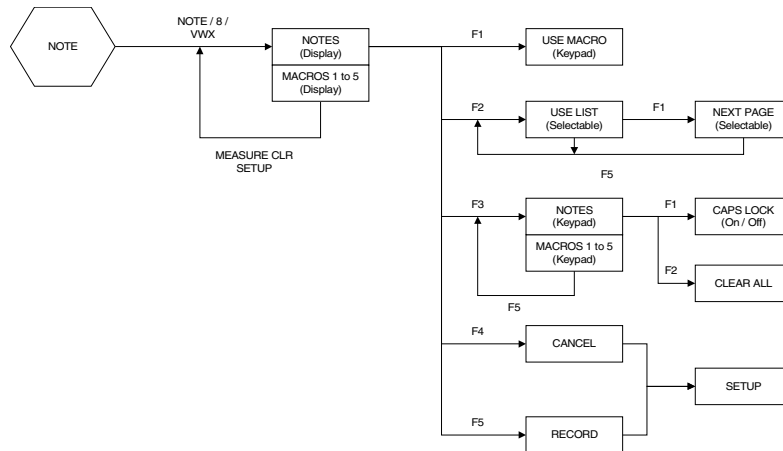 NOTE
NOTE / 8 /
VWX
NOTES
(Display)
MACROS 1 to 5
(Display)
MEASURE CLR
SETUP
F1
USE MACRO
(Keypad)
F2
USE LIST
(Selectable)
F1
NEXT PAGE
(Selectable)
F5
F3
NOTES
(Keypad)
MACROS 1 to 5
(Keypad)
F5
F1
CAPS LOCK
(On / Off)
F2
CLEAR ALL
F4
CANCEL
SETUP
F5
RECORD